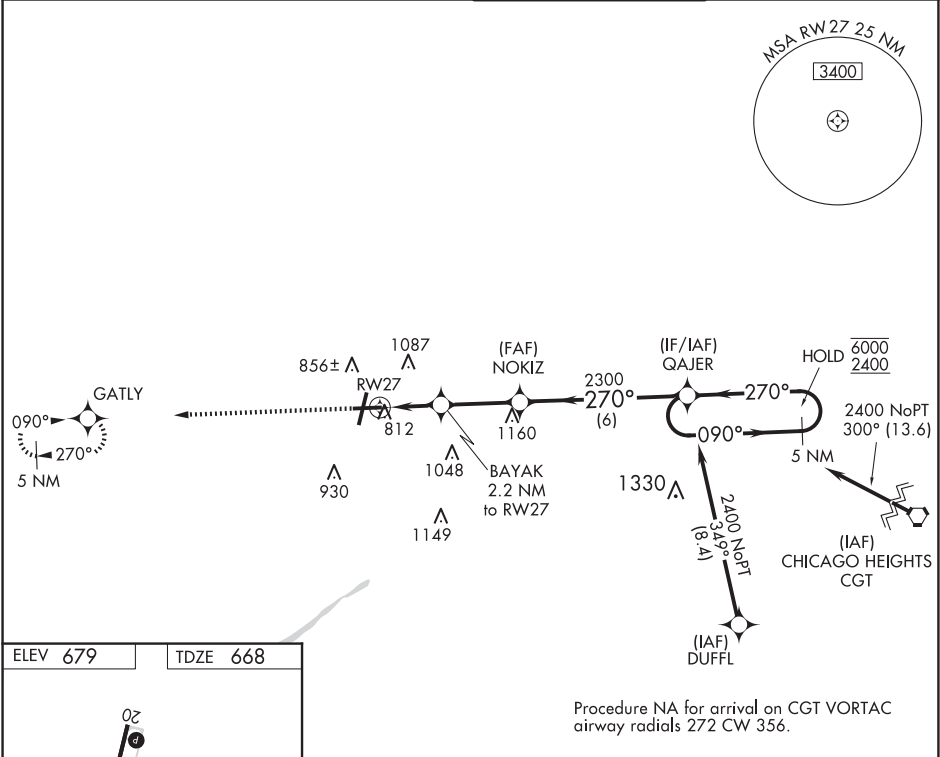 MSA RW27 25 NM
3400
1087
856±
RW27
812
(FAF)
NOKIZ
1160
2300
270°
(6)
(IF/IAF)
QAJER
HOLD 6000
2400
270°
090°
5 NM
2400 NoPT
300° (13.6)
GATLY
090°
270°
5 NM
930
1048
1149
BAYAK
2.2 NM
to RW27
1330
2400 NoPT
349°
(8.4)
(IAF)
CHICAGO HEIGHTS
CGT
(IAF)
DUFFL
ELEV 679
TDZE 668
20
P
Procedure NA for arrival on CGT VORTAC
airway radials 272 CW 356.